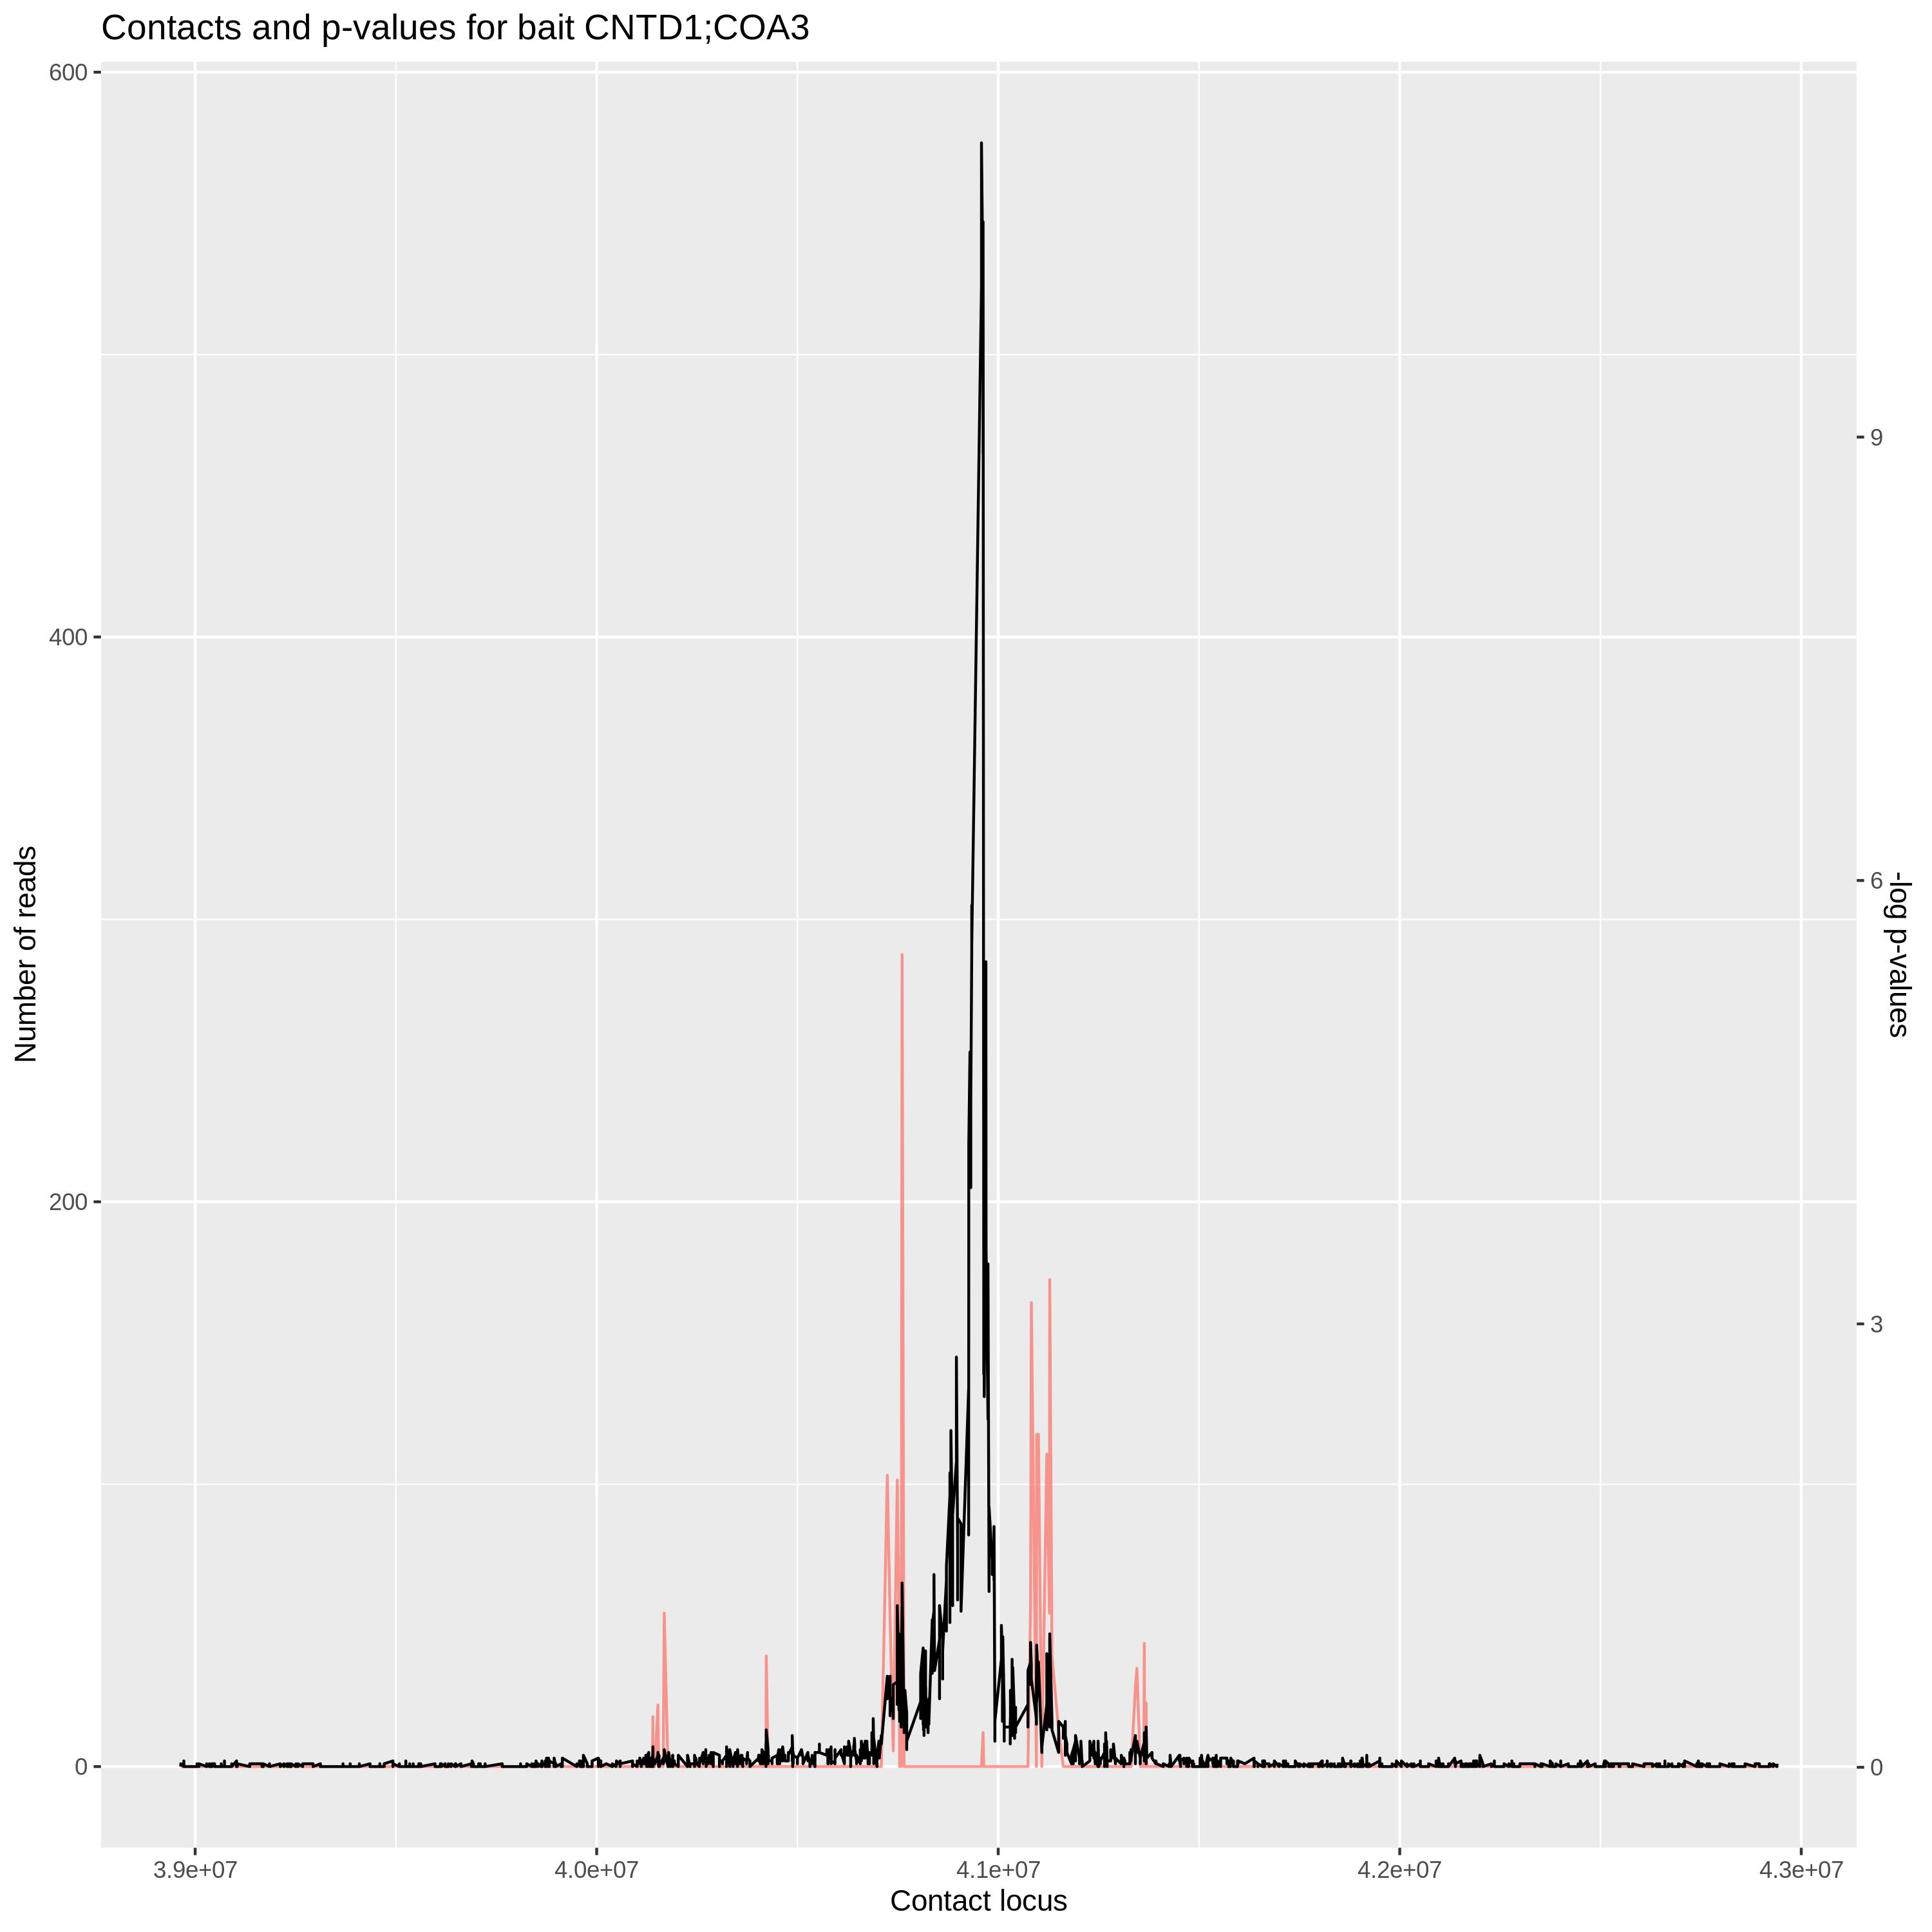 Contacts and p-values for bait CNTD1;COA3
600
400
200
0
Number of reads
9
6
3
0
-log p-values
3.9e+07 4.0e+07 4.1e+07 4.2e+07 4.3e+07
Contact locus